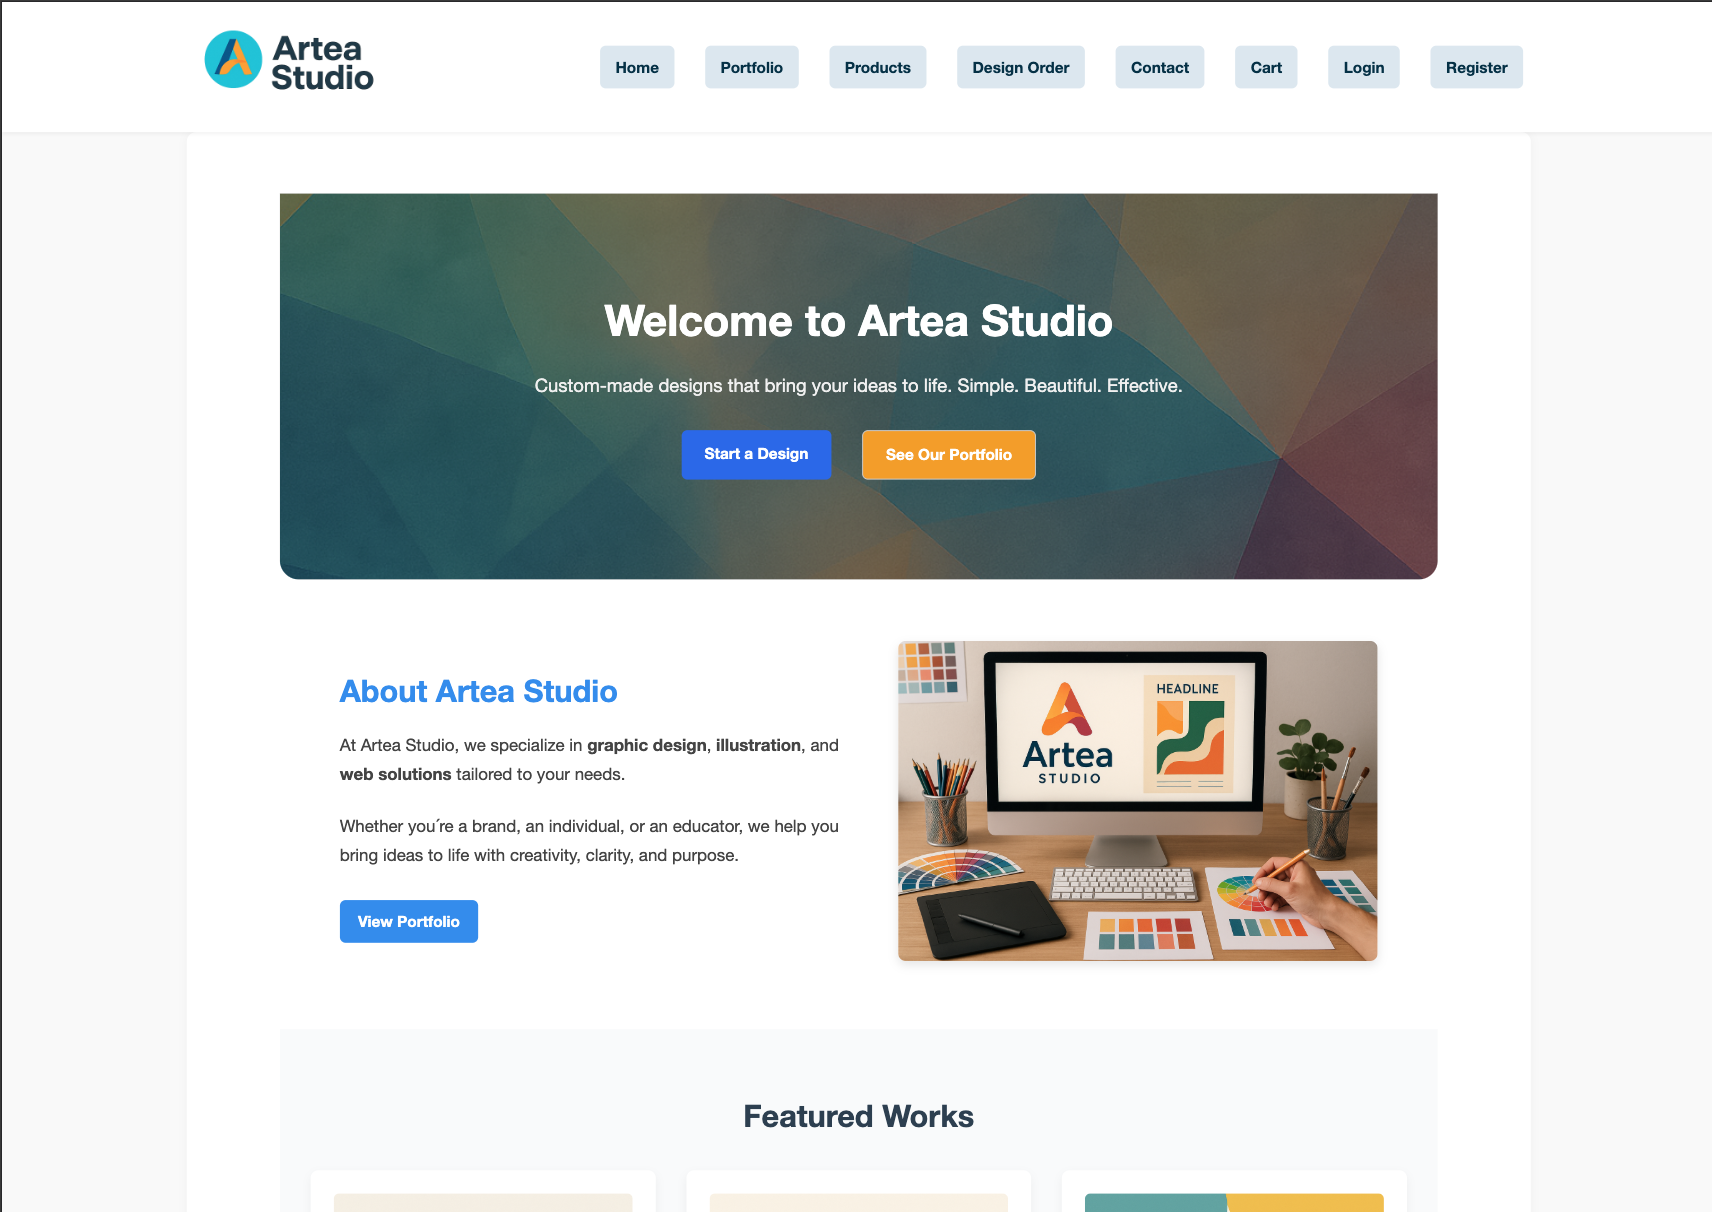 Artea
Studio
Home
Portfolio
Products
Design Order
Contact
Cart
Login
Register
Welcome to Artea Studio
Custom-made designs that bring your ideas to life. Simple. Beautiful. Effective.
Start a Design
See Our Portfolio
About Artea Studio
At Artea Studio, we specialize in graphic design, illustration, and
web solutions tailored to your needs.
Whether you´re a brand, an individual, or an educator, we help you
bring ideas to life with creativity, clarity, and purpose.
View Portfolio
Artea
STUDIO
HEADLINE
Featured Works